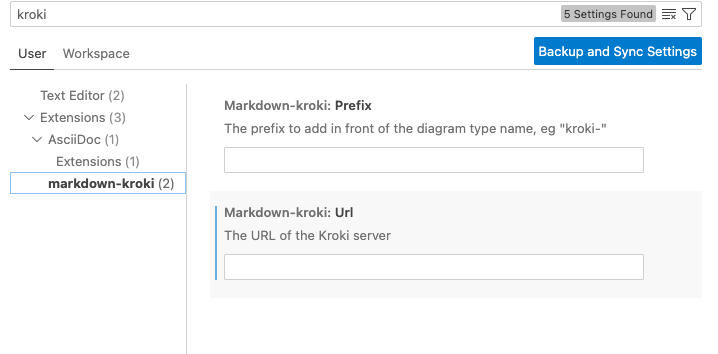 kroki
5 Settings Found
User Workspace
Backup and Sync Settings
Text Editor (2)
Extensions (3)
AsciiDoc (1)
Extensions (1)
markdown-kroki (2)
Markdown-kroki: Prefix
The prefix to add in front of the diagram type name, eg "kroki-"
Markdown-kroki: Url
The URL of the Kroki server